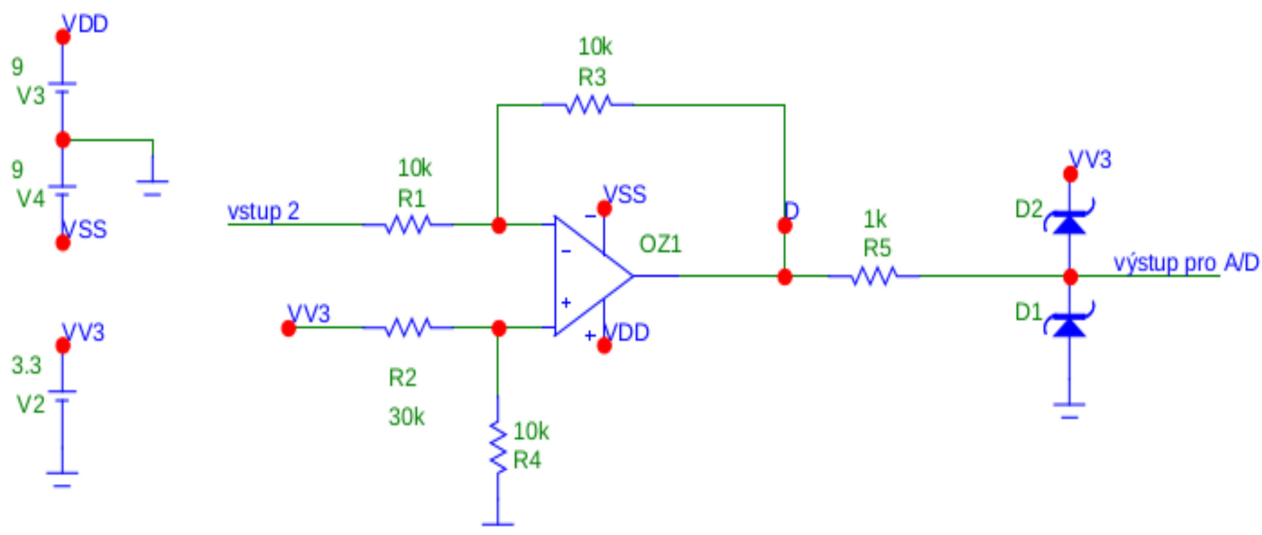 VDD
9
V3
9
V4
VSS
VV3
3.3
V2
10k
R3
10k
R1
vstup 2
VSS
−
−
OZ1
+
+
VDD
VV3
R2
30k
10k
R4
D
1k
R5
VV3
D2
výstup pro A/D
D1